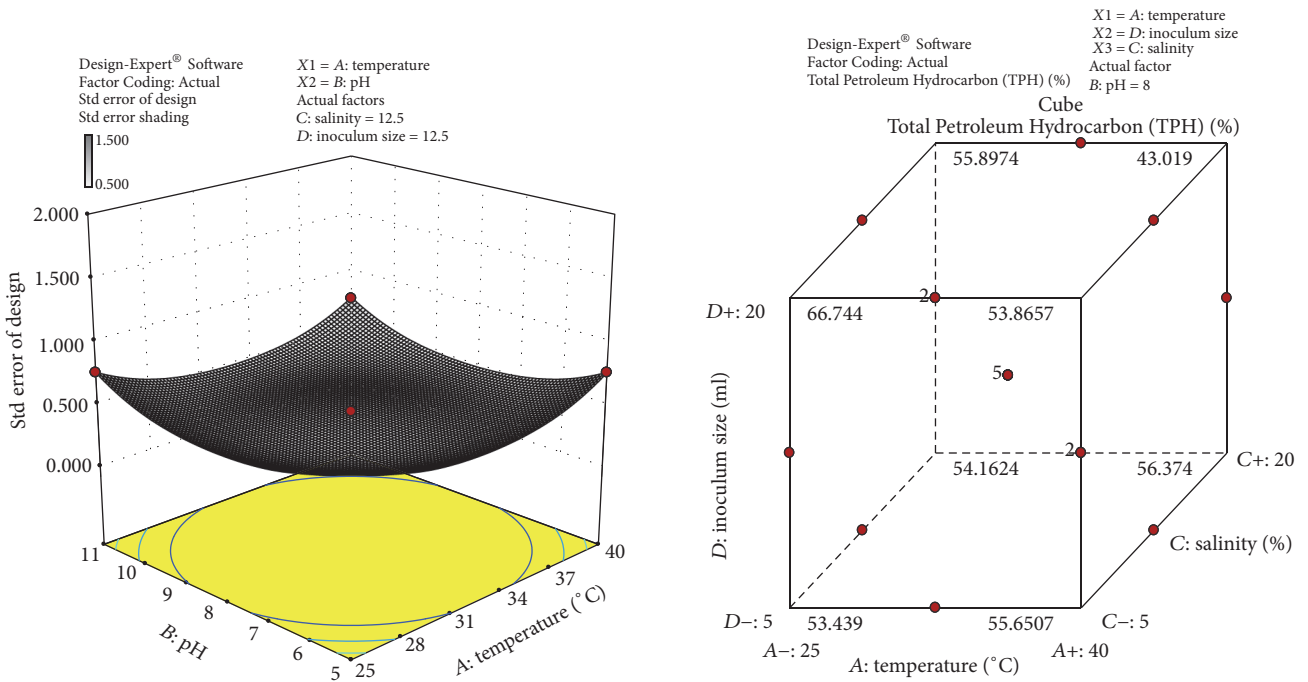 Design-Expert® Software
Factor Coding: Actual
Std error of design
Std error shading
1.500
0.500
X1 = A: temperature
X2 = B: pH
Actual factors
C: salinity = 12.5
D: inoculum size = 12.5
2.000
1.500
1.000
0.500
0.000
Std error of design
11
10
9
8
7
6
5
B: pH
25
28
31
34
37
40
A: temperature (°C)
Design-Expert® Software
Factor Coding: Actual
Total Petroleum Hydrocarbon (TPH) (%)
X1 = A: temperature
X2 = D: inoculum size
X3 = C: salinity
Actual factor
B: pH = 8
Cube
Total Petroleum Hydrocarbon (TPH) (%)
55.8974
43.019
D+: 20
66.744
2
53.8657
5
D: inoculum size (ml)
2
54.1624
56.374
C+: 20
C: salinity (%)
D−: 5
53.439
55.6507
C−: 5
A−: 25
A+: 40
A: temperature (°C)